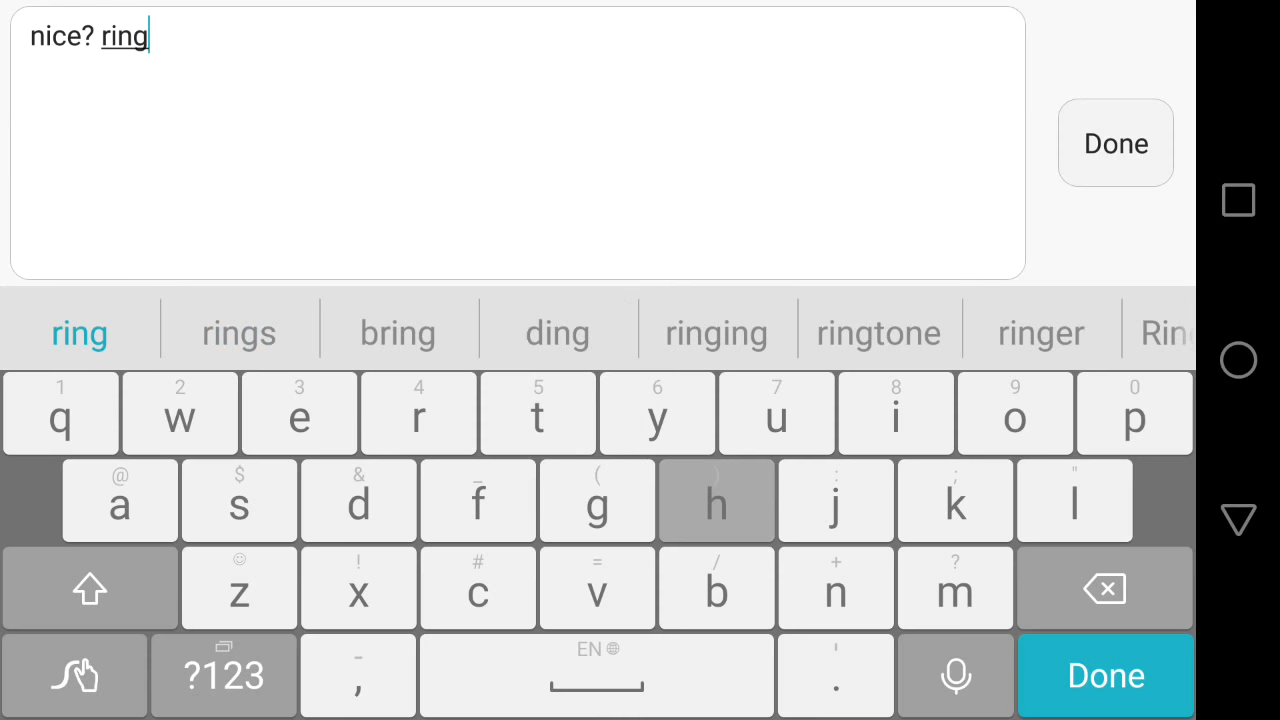 nice? ring
Done
ring rings bring ding ringing ringtone ringer Rin
1 2 3 4 5 6 7 8 9 0
q w e r t y u i o p
@ $ & _ ( ) : ; "
a s d f g h j k l
! # = / + ?
z x c v b n m
EN
?123 , . Done
- '